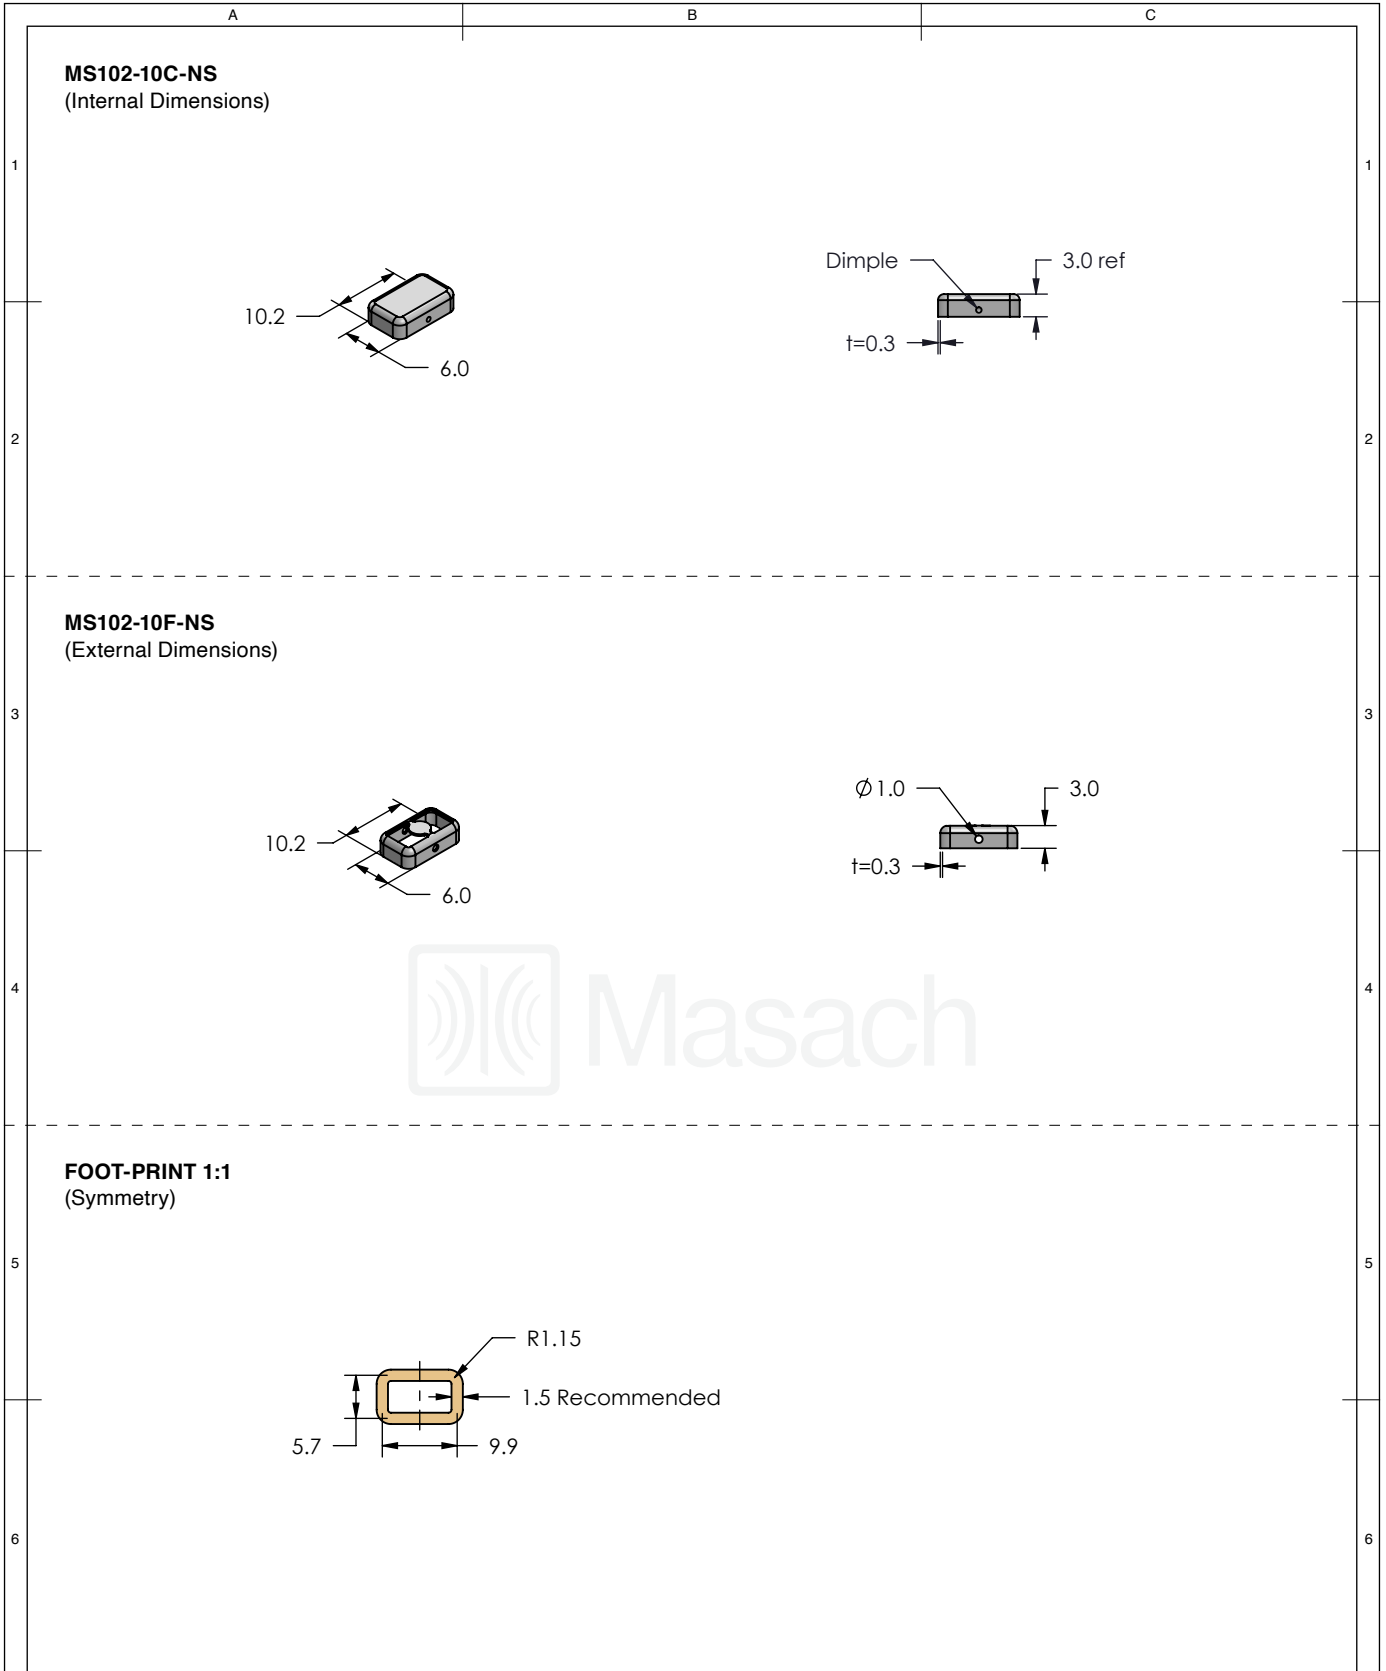 A B C
MS102-10C-NS
(Internal Dimensions)
1 1
Dimple 3.0 ref
10.2
t=0.3
6.0
2 2
MS102-10F-NS
(External Dimensions)
3 3
Ø1.0 3.0
10.2
t=0.3
6.0
Masach
4 4
FOOT-PRINT 1:1
(Symmetry)
5 5
R1.15
1.5 Recommended
5.7 9.9
6 6